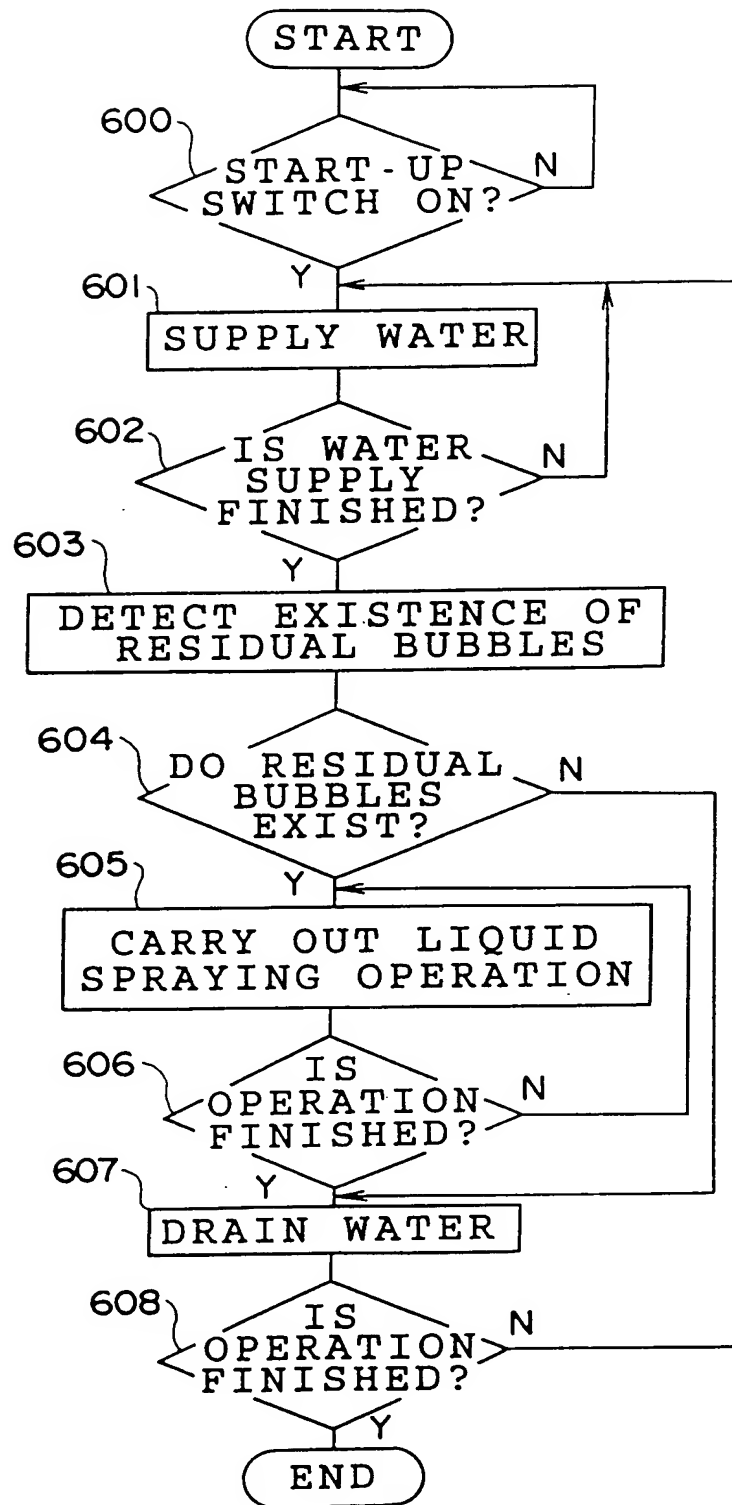 START
600
START-UP
SWITCH ON?
N
Y
601
SUPPLY WATER
602
IS WATER
SUPPLY
FINISHED?
N
Y
603
DETECT EXISTENCE OF
RESIDUAL BUBBLES
604
DO RESIDUAL
BUBBLES
EXIST?
N
Y
605
CARRY OUT LIQUID
SPRAYING OPERATION
606
IS
OPERATION
FINISHED?
N
Y
607
DRAIN WATER
608
IS
OPERATION
FINISHED?
N
Y
END